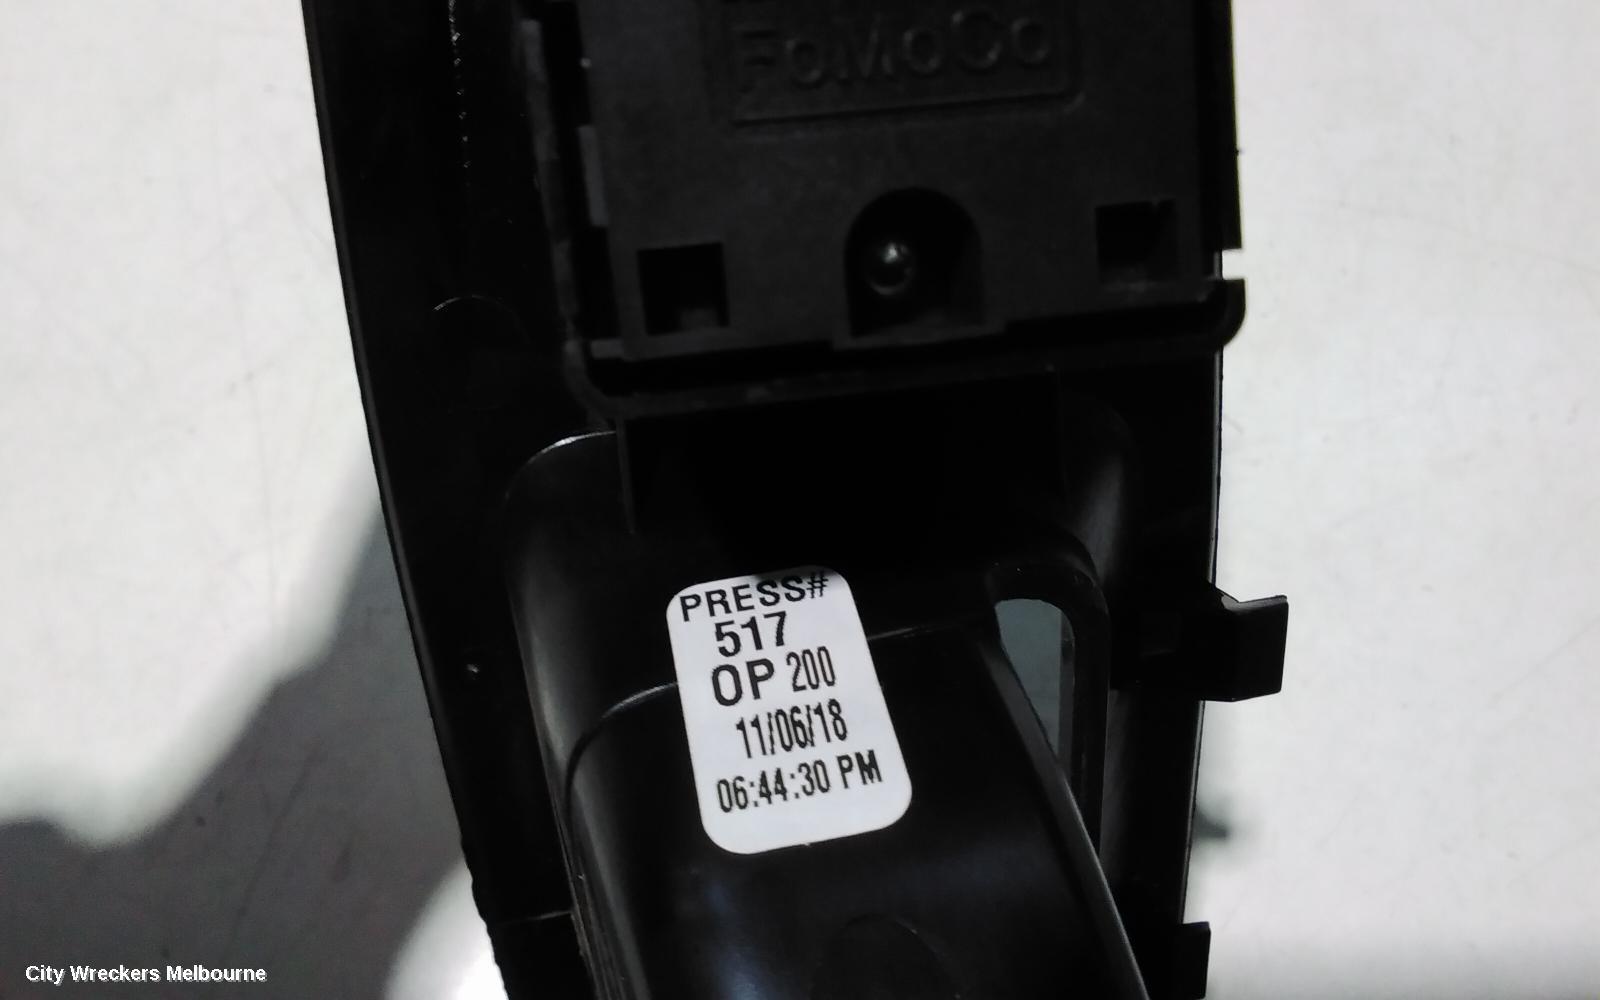 FoMoCo
PRESS#
517
OP 200
11/06/18
06:44:30 PM
City Wreckers Melbourne